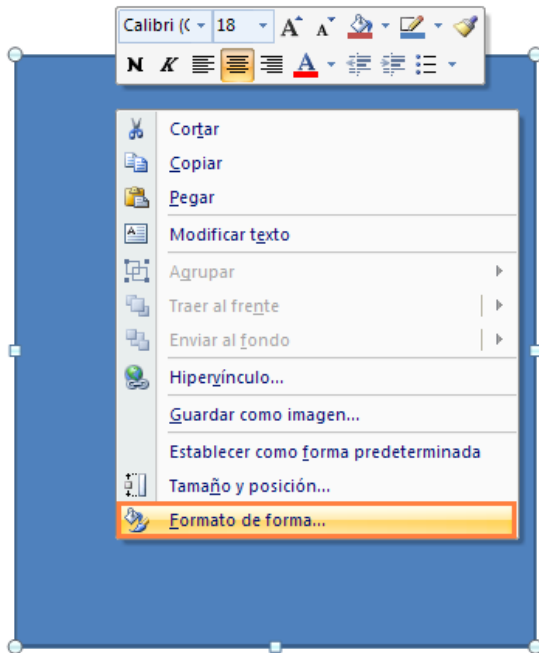 Calibri (C 18 A A
N K A
Cortar
Copiar
Pegar
Modificar texto
Agrupar
Traer al frente
Enviar al fondo
Hipervínculo...
Guardar como imagen...
Establecer como forma predeterminada
Tamaño y posición...
Formato de forma...